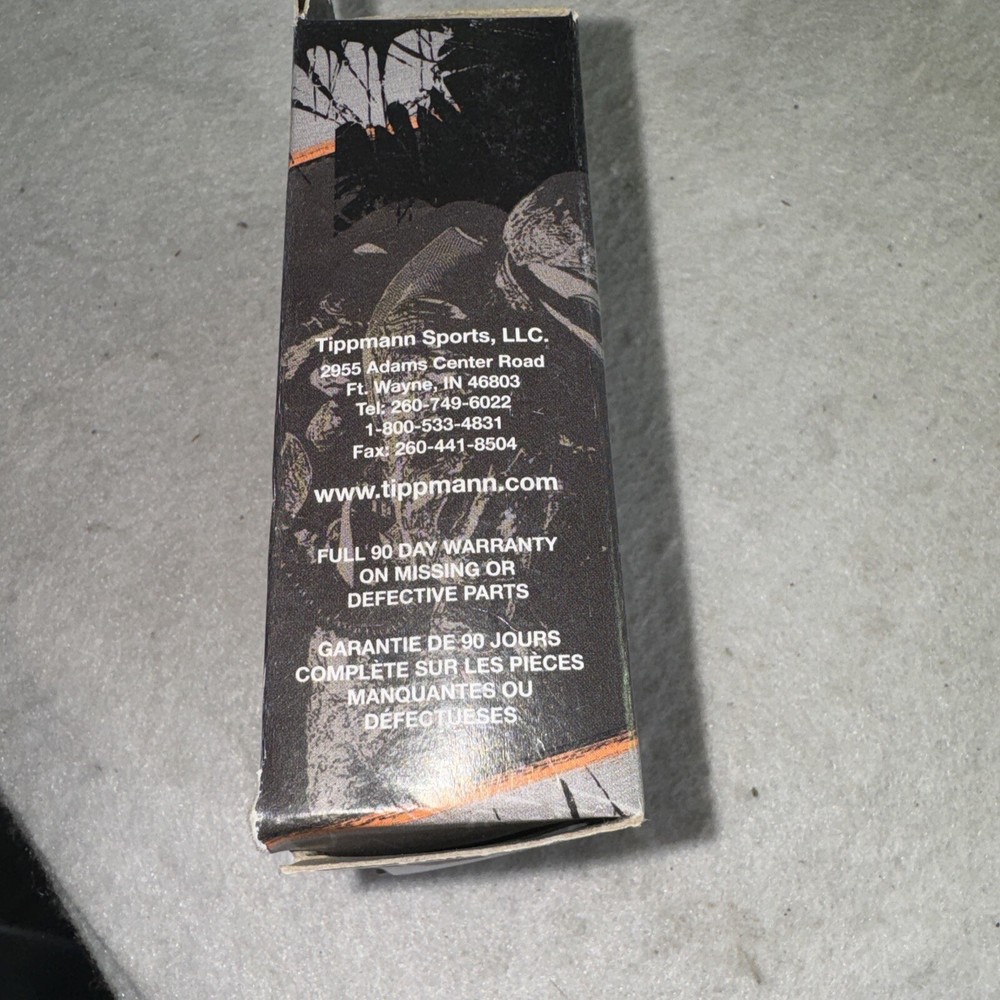 Tippmann Sports, LLC.
2955 Adams Center Road
Ft. Wayne, IN 46803
Tel: 260-749-6022
1-800-533-4831
Fax: 260-441-8504
www.tippmann.com
FULL 90 DAY WARRANTY
ON MISSING OR
DEFECTIVE PARTS
GARANTIE DE 90 JOURS
COMPLÈTE SUR LES PIÈCES
MANQUANTES OU
DÉFECTUESES